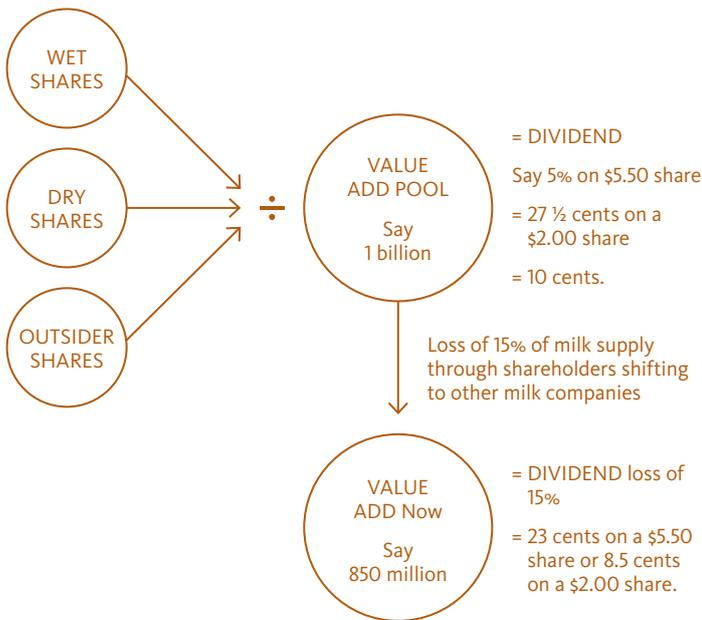 WET
SHARES
DRY
SHARES
OUTSIDER
SHARES
÷
VALUE
ADD POOL
Say
1 billion
= DIVIDEND
Say 5% on $5.50 share
= 27 ½ cents on a
$2.00 share
= 10 cents.
Loss of 15% of milk supply
through shareholders shifting
to other milk companies
VALUE
ADD Now
Say
850 million
= DIVIDEND loss of
15%
= 23 cents on a $5.50
share or 8.5 cents
on a $2.00 share.